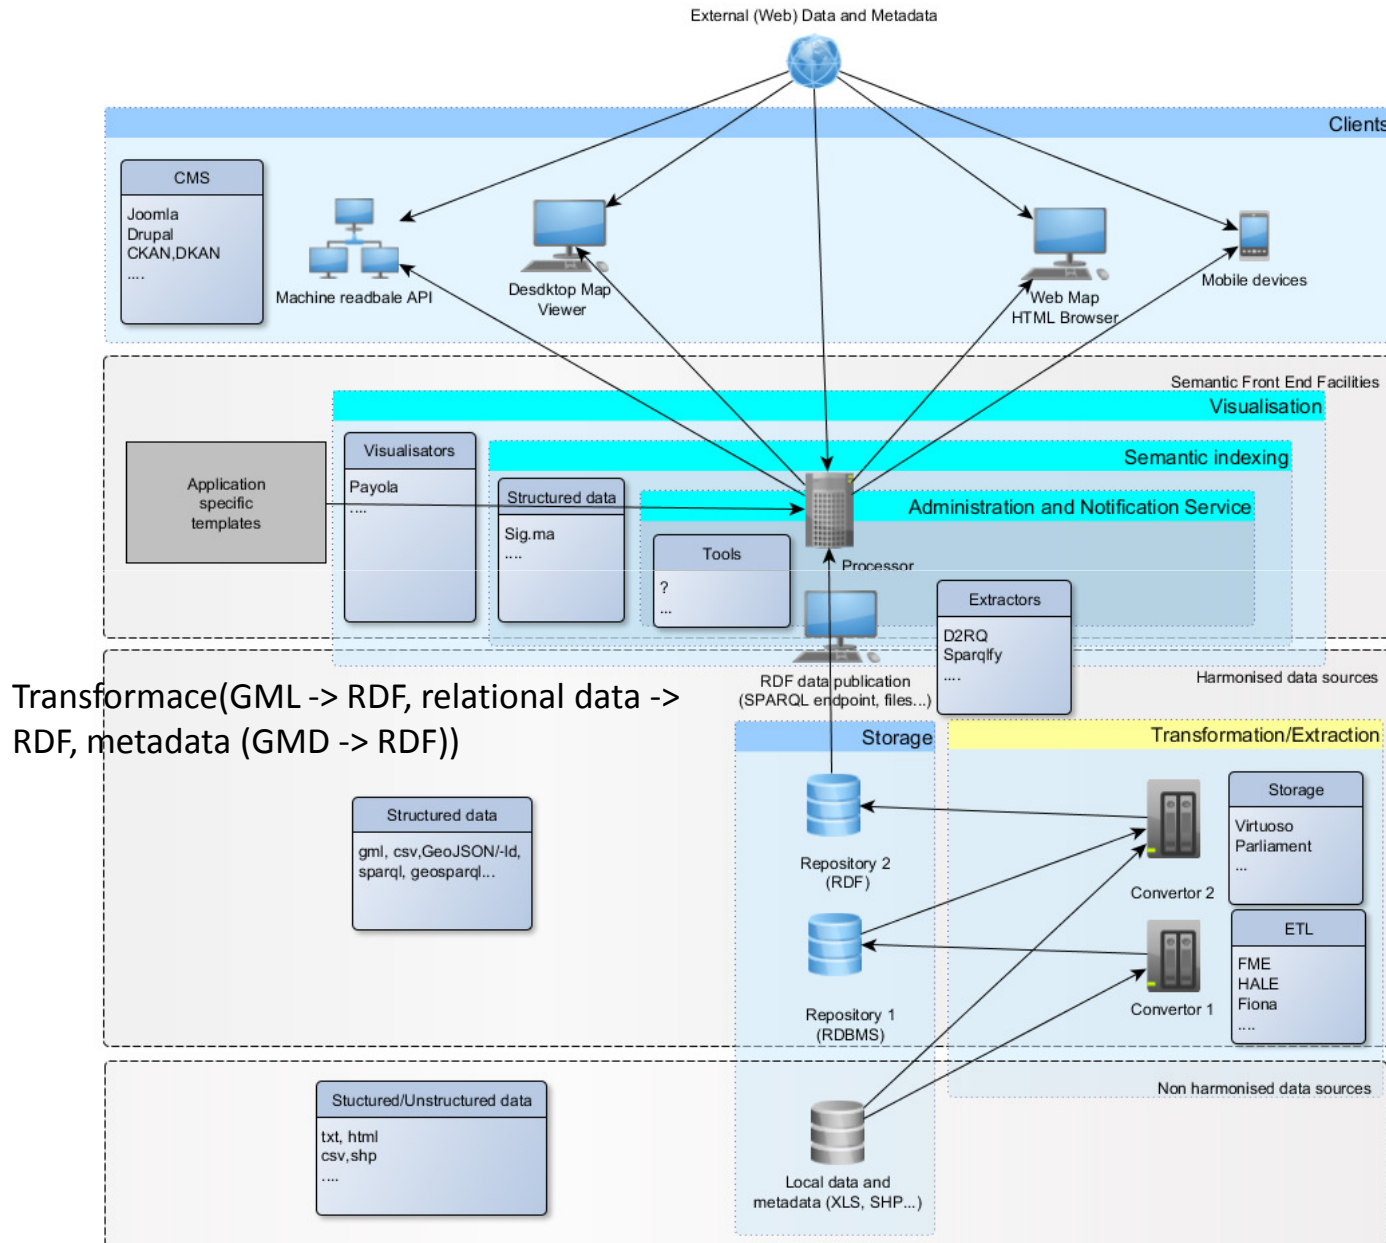 External (Web) Data and Metadata
Clients
CMS
Joomla
Drupal
CKAN,DKAN
....
Machine readbale API
Desdktop Map
Viewer
Web Map
HTML Browser
Mobile devices
Semantic Front End Facilities
Visualisation
Visualisators
Payola
....
Semantic indexing
Application
specific
templates
Structured data
Sig.ma
....
Administration and Notification Service
Tools
?
...
Processor
Extractors
D2RQ
Sparqlfy
....
RDF data publication
(SPARQL endpoint, files...)
Harmonised data sources
Transformace(GML -> RDF, relational data ->
RDF, metadata (GMD -> RDF))
Storage
Transformation/Extraction
Structured data
gml, csv,GeoJSON/-ld,
sparql, geosparql...
Repository 2
(RDF)
Convertor 2
Storage
Virtuoso
Parliament
...
Repository 1
(RDBMS)
Convertor 1
ETL
FME
HALE
Fiona
....
Non harmonised data sources
Stuctured/Unstructured data
txt, html
csv,shp
....
Local data and
metadata (XLS, SHP...)